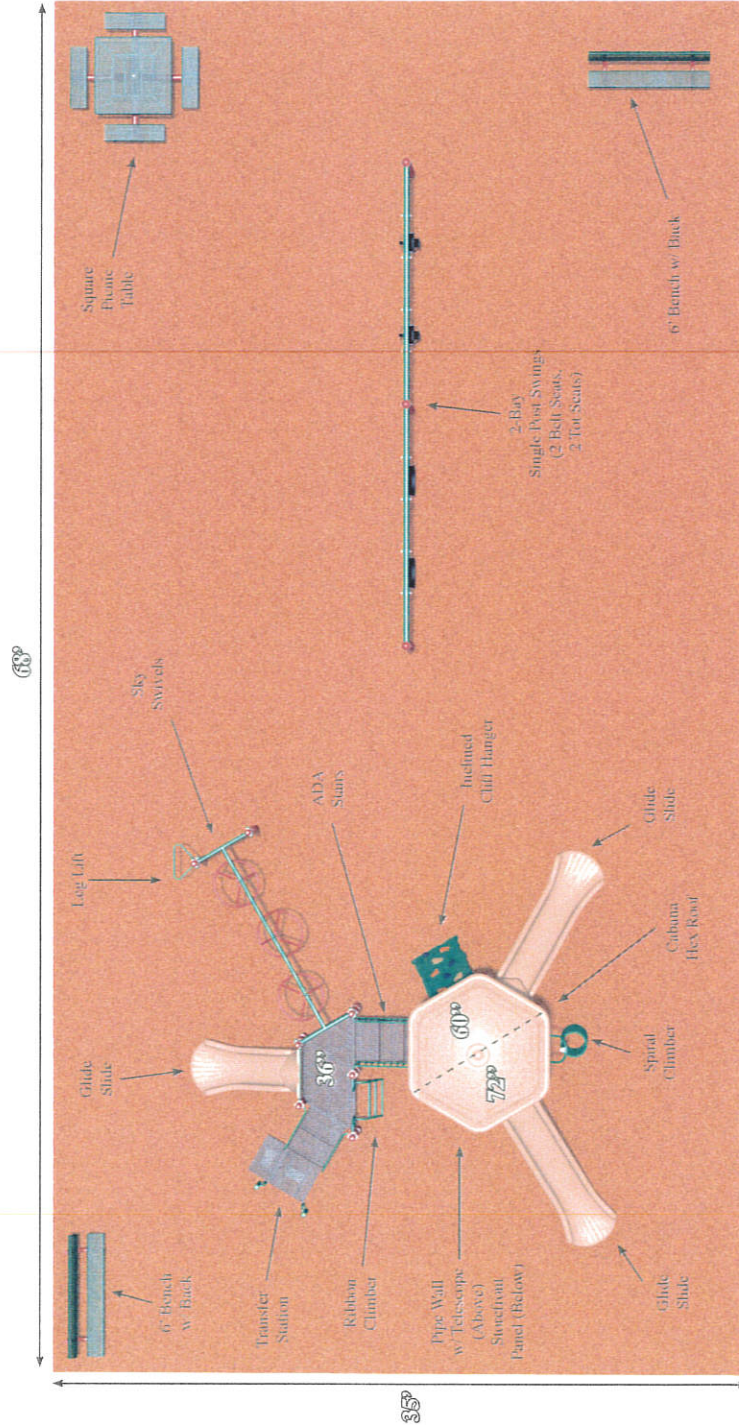 68'
35'
6' Bench
w/ Back
Transfer
Station
Ribbon
Climber
Pipe Wall
w/ Telescope
(Above)
Storefront
Panel (Below)
Glide
Slide
Glide
Slide
Leg Lift
Sky
Swivels
ADA
Stairs
Inclined
Cliff Hanger
36"
60"
72"
Spiral
Climber
Cabana
Hex Roof
Glide
Slide
2-Bay
Single Post Swings
(2 Belt Seats,
2 Tot Seats)
Square
Picnic
Table
6' Bench w/ Back